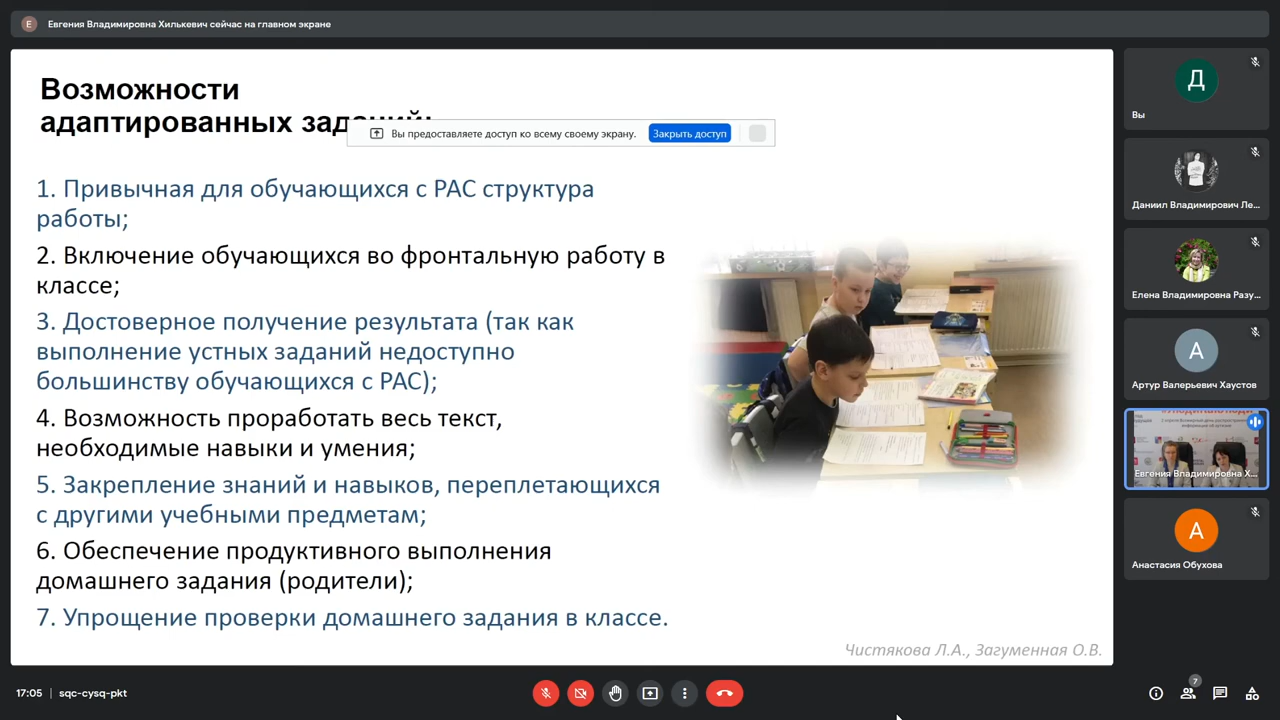 Е Евгения Владимировна Хилькевич сейчас на главном экране
Возможности
адаптированных заданий:
Вы предоставляете доступ ко всему своему экрану. Закрыть доступ
1. Привычная для обучающихся с РАС структура
работы;
2. Включение обучающихся во фронтальную работу в
классе;
3. Достоверное получение результата (так как
выполнение устных заданий недоступно
большинству обучающихся с РАС);
4. Возможность проработать весь текст,
необходимые навыки и умения;
5. Закрепление знаний и навыков, переплетающихся
с другими учебными предметам;
6. Обеспечение продуктивного выполнения
домашнего задания (родители);
7. Упрощение проверки домашнего задания в классе.
Чистякова Л.А., Загуменная О.В.
Д
Вы
Даниил Владимирович Ле...
Елена Владимировна Разу...
А
Артур Валерьевич Хаустов
Евгения Владимировна Х...
А
Анастасия Обухова
17:05 | sqc-cysq-pkt
7